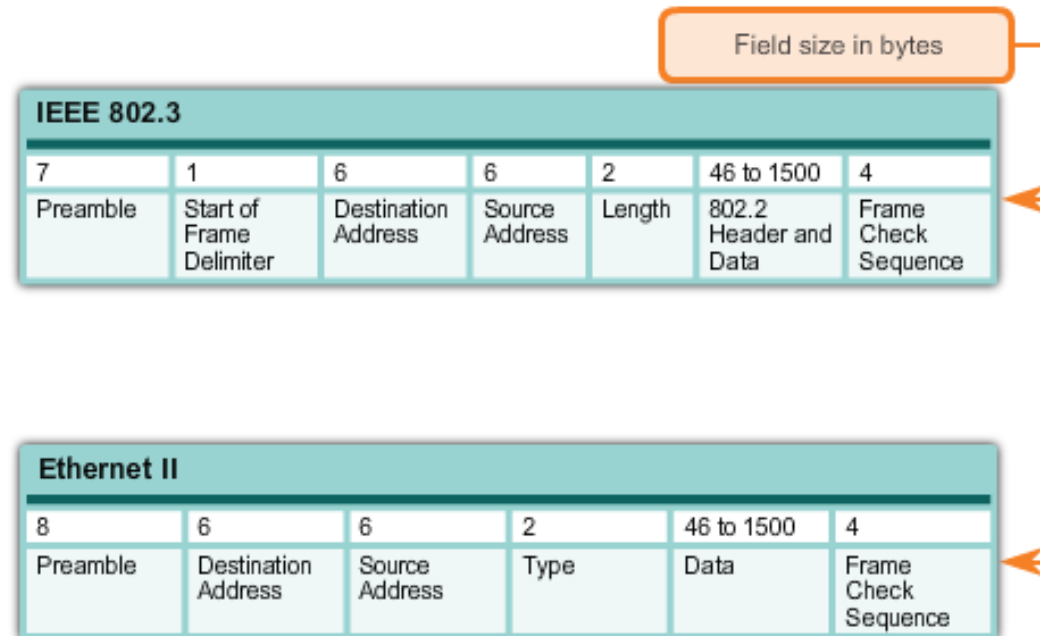 Field size in bytes
IEEE 802.3
7 1 6 6 2 46 to 1500 4
Preamble
Start of
Frame
Delimiter
Destination
Address
Source
Address
Length
802.2
Header and
Data
Frame
Check
Sequence
Ethernet II
8 6 6 2 46 to 1500 4
Preamble
Destination
Address
Source
Address
Type
Data
Frame
Check
Sequence